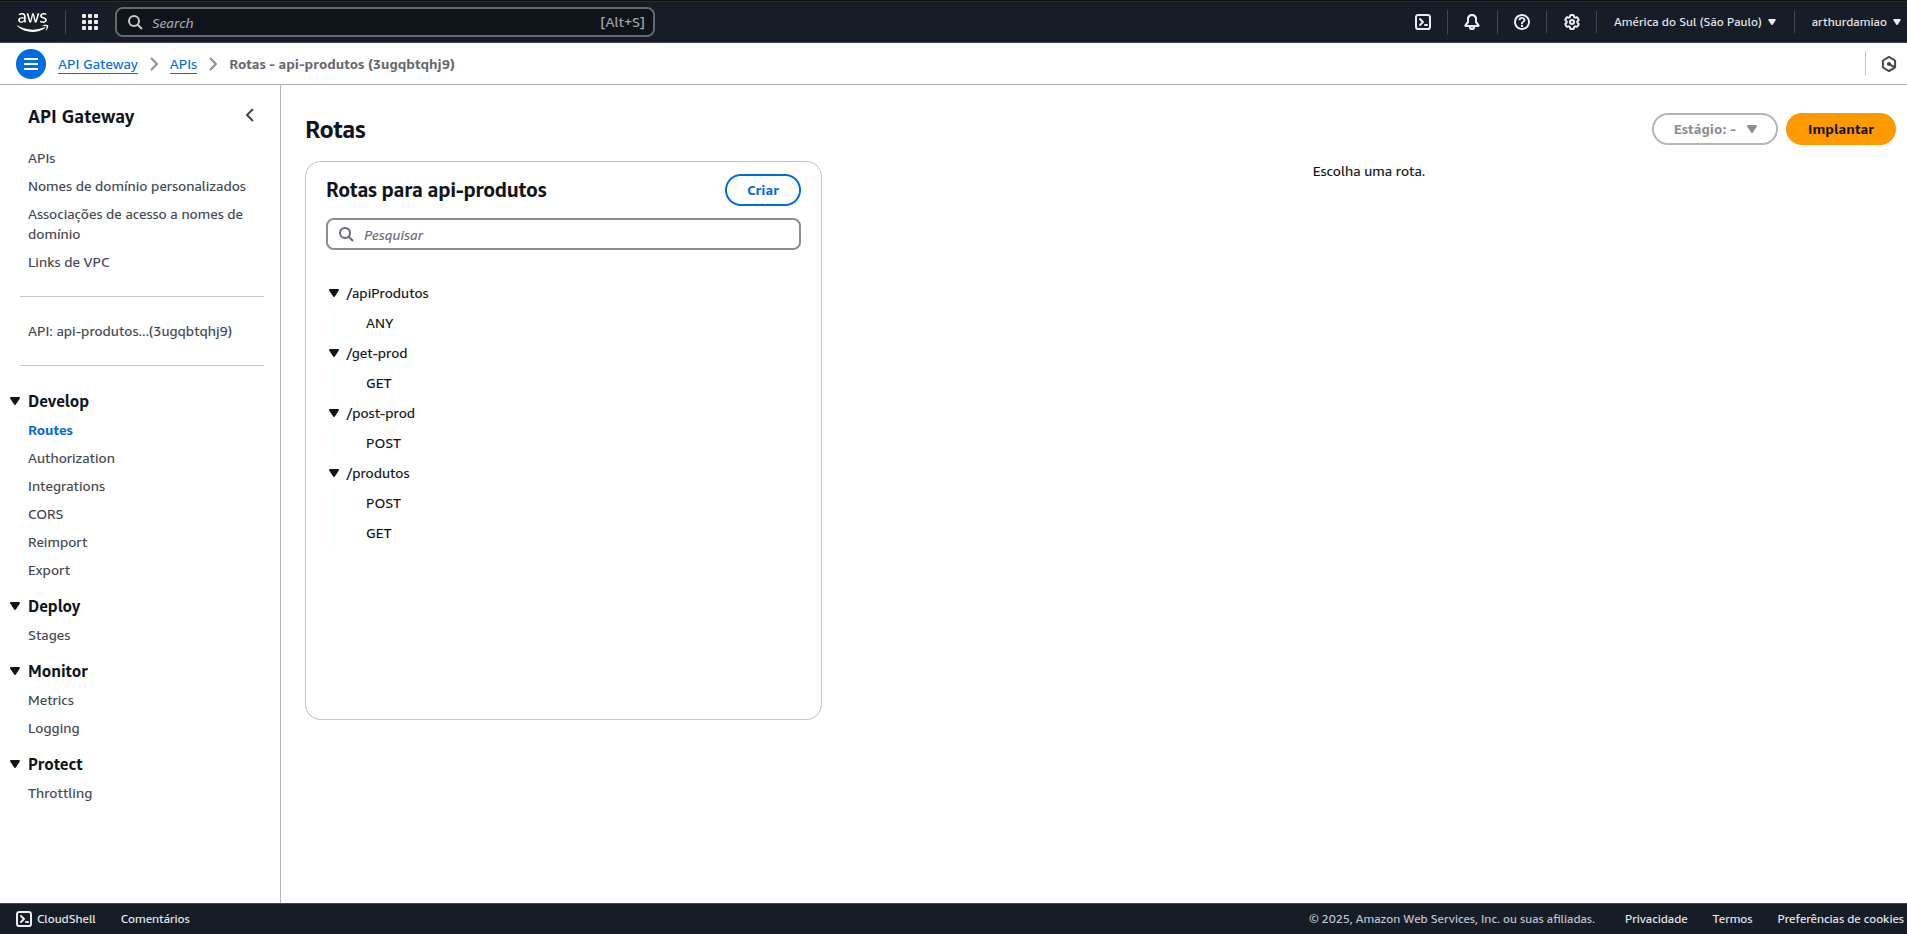 aws
Search
[Alt+S]
América do Sul (São Paulo)
arthurdamiao
API Gateway
APIs
Rotas – api-produtos (3ugqbtqhj9)
API Gateway
APIs
Nomes de domínio personalizados
Associações de acesso a nomes de
domínio
Links de VPC
API: api-produtos...(3ugqbtqhj9)
Develop
Routes
Authorization
Integrations
CORS
Reimport
Export
Deploy
Stages
Monitor
Metrics
Logging
Protect
Throttling
Rotas
Estágio: –
Implantar
Rotas para api-produtos
Criar
Pesquisar
/apiProdutos
ANY
/get-prod
GET
/post-prod
POST
/produtos
POST
GET
Escolha uma rota.
CloudShell
Comentários
© 2025, Amazon Web Services, Inc. ou suas afiliadas.
Privacidade
Termos
Preferências de cookies